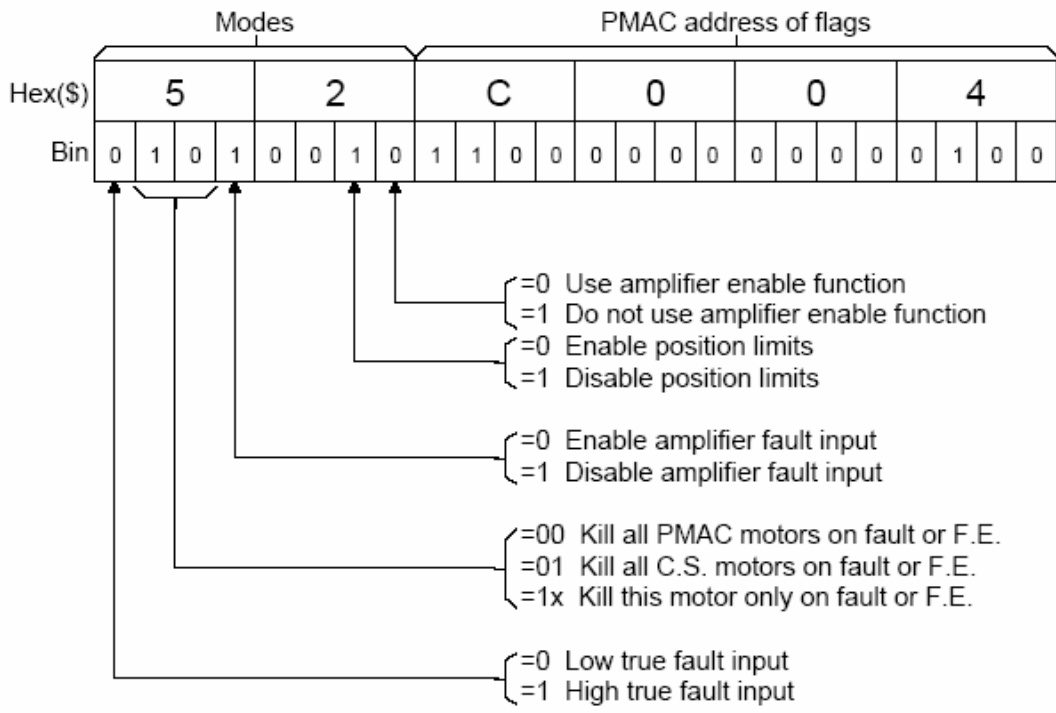 Modes PMAC address of flags
Hex($) 5 2 C 0 0 4
Bin 0 1 0 1 0 0 1 0 1 1 0 0 0 0 0 0 0 0 0 0 0 1 0 0
=0 Use amplifier enable function
=1 Do not use amplifier enable function
=0 Enable position limits
=1 Disable position limits
=0 Enable amplifier fault input
=1 Disable amplifier fault input
=00 Kill all PMAC motors on fault or F.E.
=01 Kill all C.S. motors on fault or F.E.
=1x Kill this motor only on fault or F.E.
=0 Low true fault input
=1 High true fault input